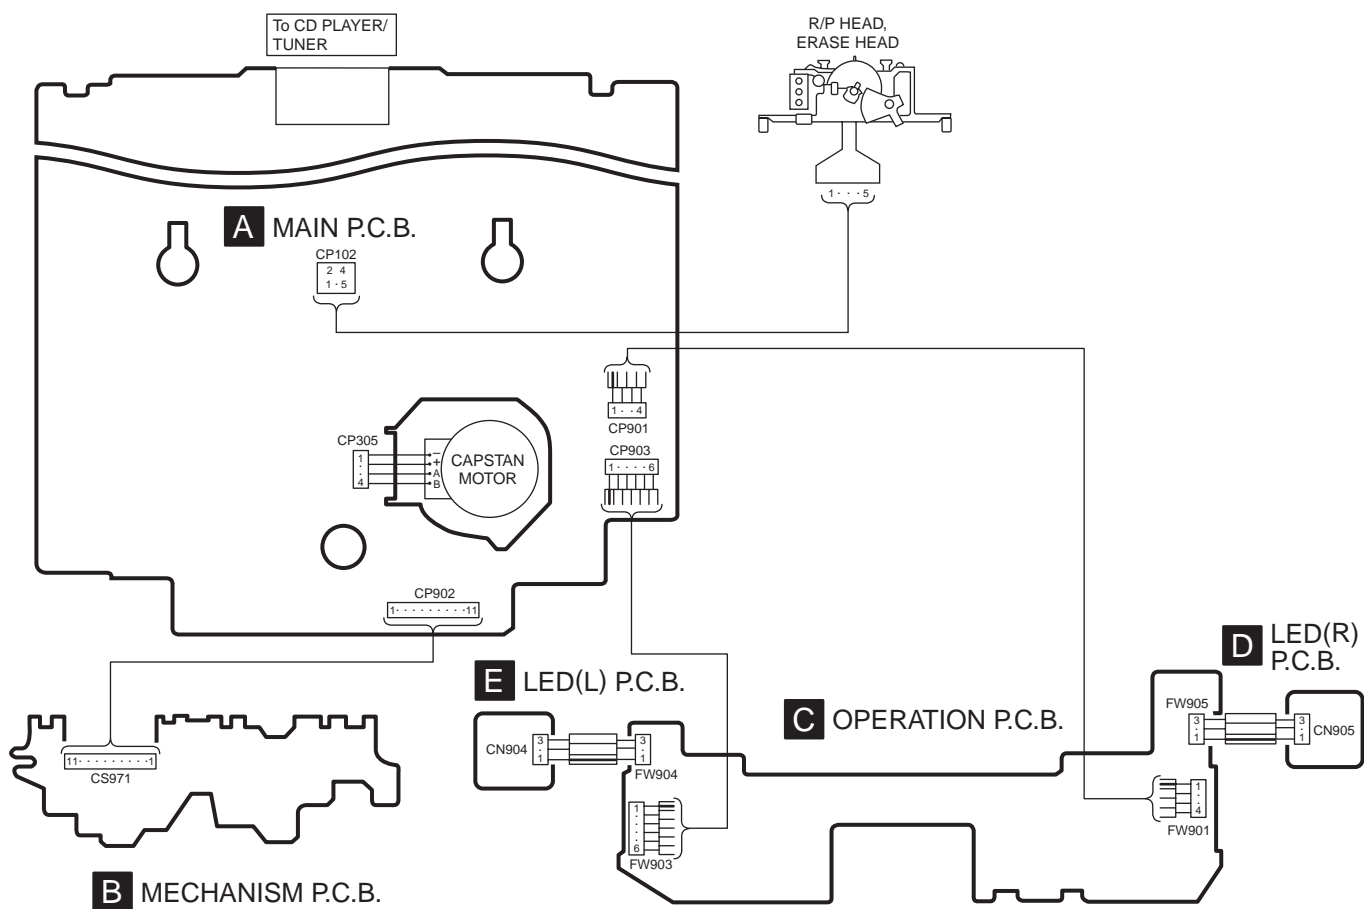 To CD PLAYER/
TUNER
R/P HEAD,
ERASE HEAD
1 · · · 5
A MAIN P.C.B.
CP102
2 4
1 · 5
1 · · 4
CP901
CP903
1 · · · · 6
CP305
1
·
·
4
−
+
A
B
CAPSTAN
MOTOR
CP902
1 · · · · · · · · · 11
11 · · · · · · · · · 1
CS971
B MECHANISM P.C.B.
E LED(L) P.C.B.
CN904
3
·
1
3
·
1
FW904
C OPERATION P.C.B.
1
·
·
·
·
6
FW903
D LED(R)
P.C.B.
FW905
3
·
1
3
·
1
CN905
1
·
·
4
FW901